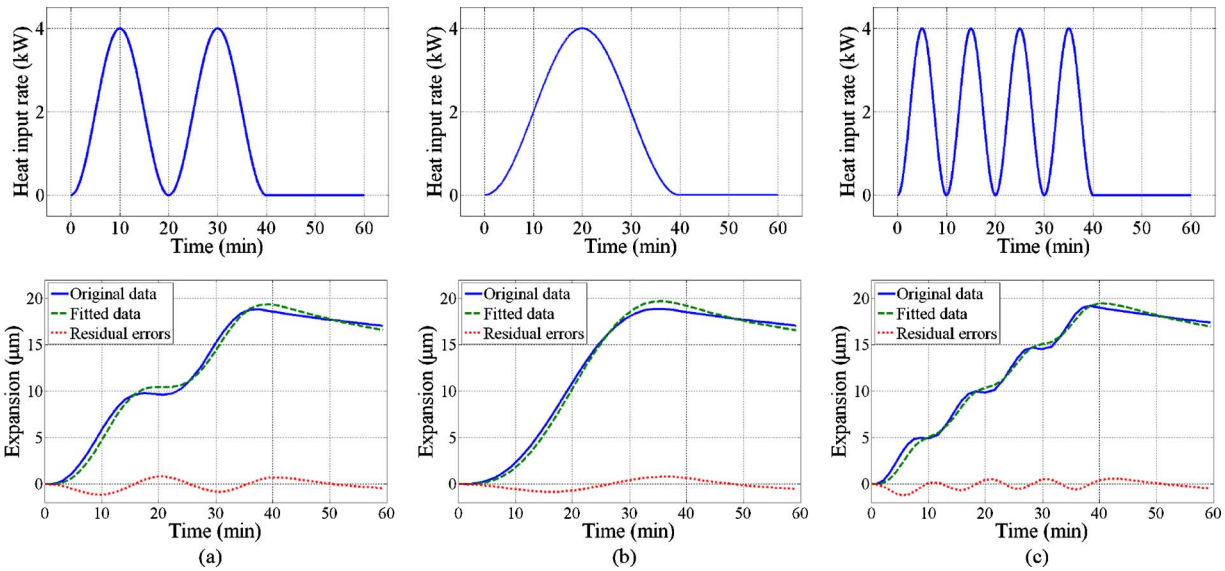 Heat input rate (kW)
4
2
0
0 10 20 30 40 50 60
Time (min)
Heat input rate (kW)
4
2
0
0 10 20 30 40 50 60
Time (min)
Heat input rate (kW)
4
2
0
0 10 20 30 40 50 60
Time (min)
Expansion (μm)
20
15
10
5
0
Original data
Fitted data
Residual errors
0 10 20 30 40 50 60
Time (min)
(a)
Expansion (μm)
20
15
10
5
0
Original data
Fitted data
Residual errors
0 10 20 30 40 50 60
Time (min)
(b)
Expansion (μm)
20
15
10
5
0
Original data
Fitted data
Residual errors
0 10 20 30 40 50 60
Time (min)
(c)